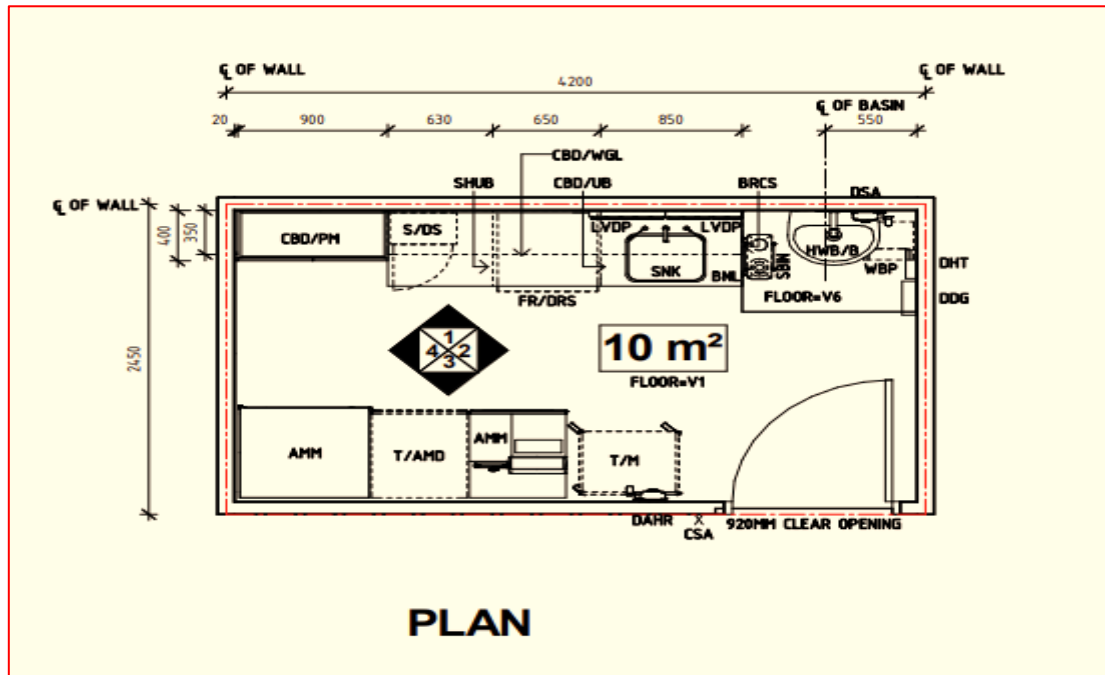 ℄ OF WALL
℄ OF WALL
4200
℄ OF BASIN
20
900
630
650
850
550
CBD/WGL
SHUB
CBD/UB
BRCS
DSA
℄ OF WALL
400
350
CBD/PM
S/DS
LVDP
LVDP
HWB/B
SNK
BNL
SBM
WBP
DHT
FR/DRS
FLOOR=V6
DDG
1
4 2
3
10 m²
2450
FLOOR=V1
AMM
T/AMD
AMM
T/M
DAHR
X
CSA
920MM CLEAR OPENING
PLAN